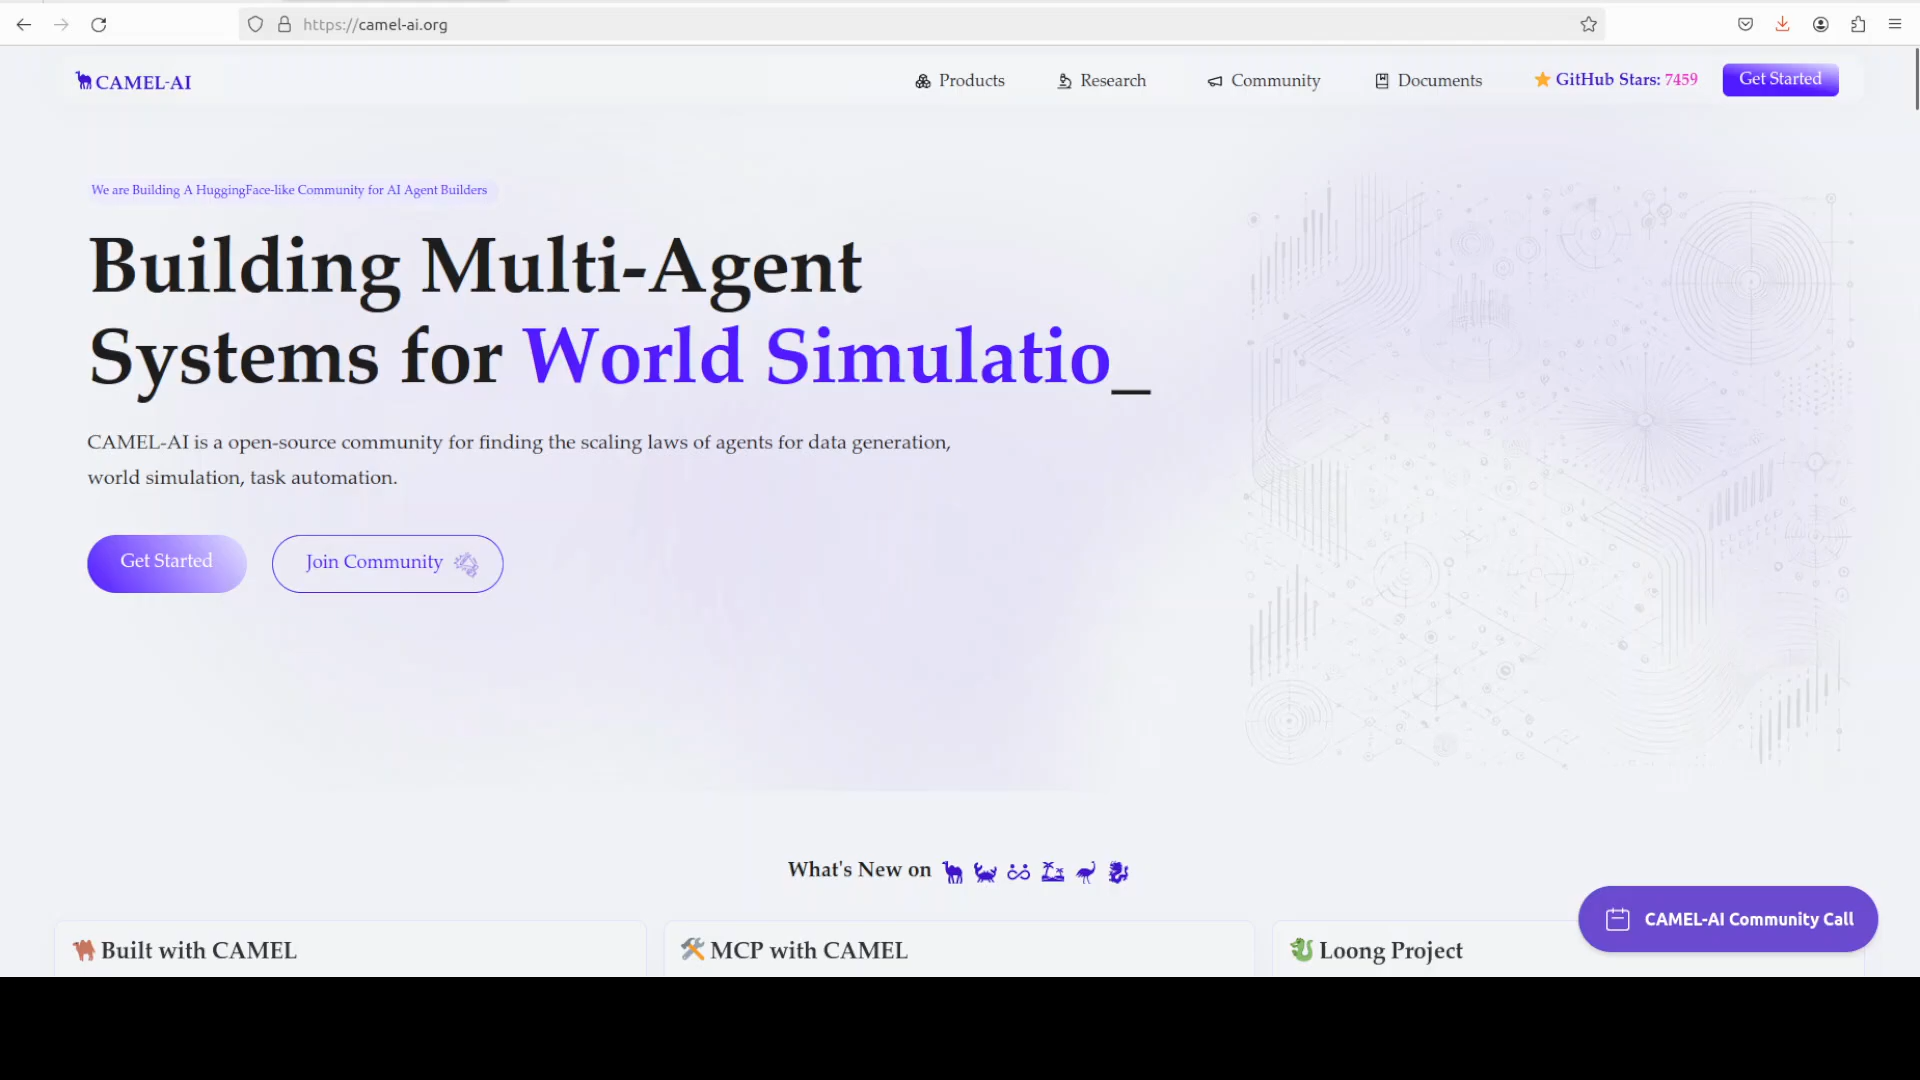 https://camel-ai.org
CAMEL-AI
Products
Research
Community
Documents
GitHub Stars: 7459
Get Started
We are Building A HuggingFace-like Community for AI Agent Builders
Building Multi-Agent
Systems for World Simulatio_
CAMEL-AI is a open-source community for finding the scaling laws of agents for data generation,
world simulation, task automation.
Get Started
Join Community
What's New on
CAMEL-AI Community Call
Built with CAMEL
MCP with CAMEL
Loong Project